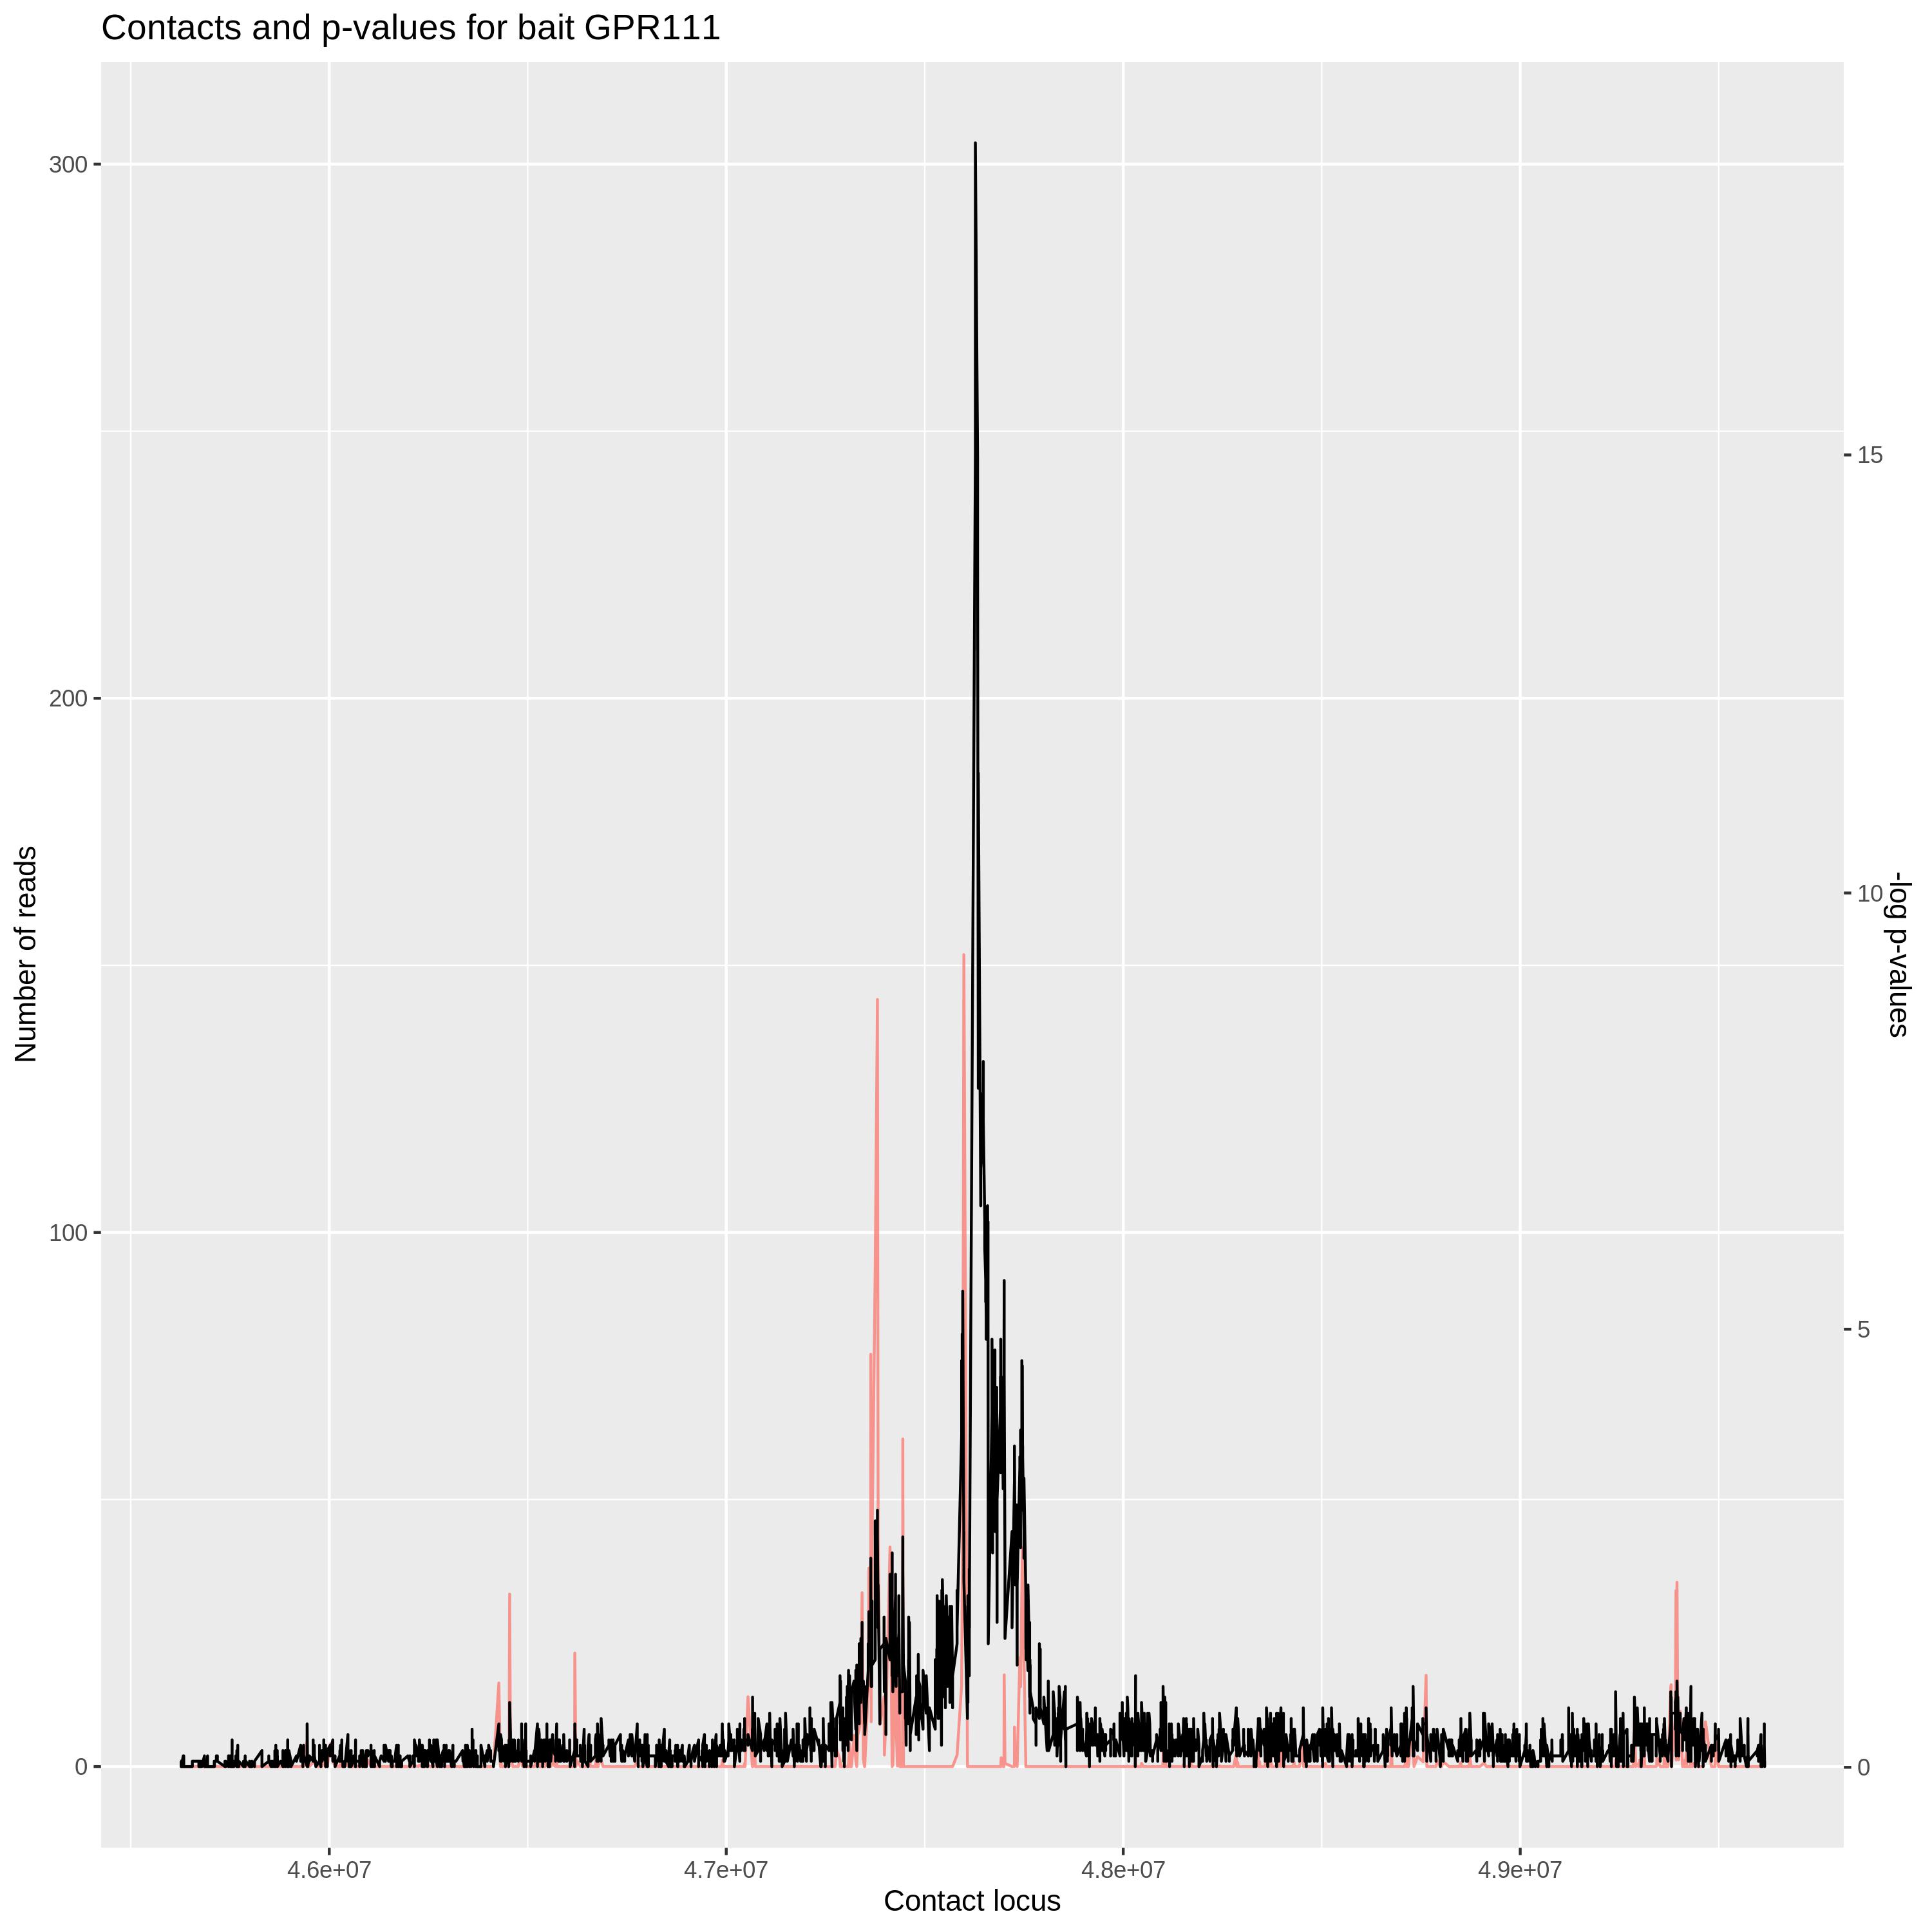 Contacts and p-values for bait GPR111
300
200
100
0
Number of reads
15
10
5
0
-log p-values
4.6e+07
4.7e+07
4.8e+07
4.9e+07
Contact locus